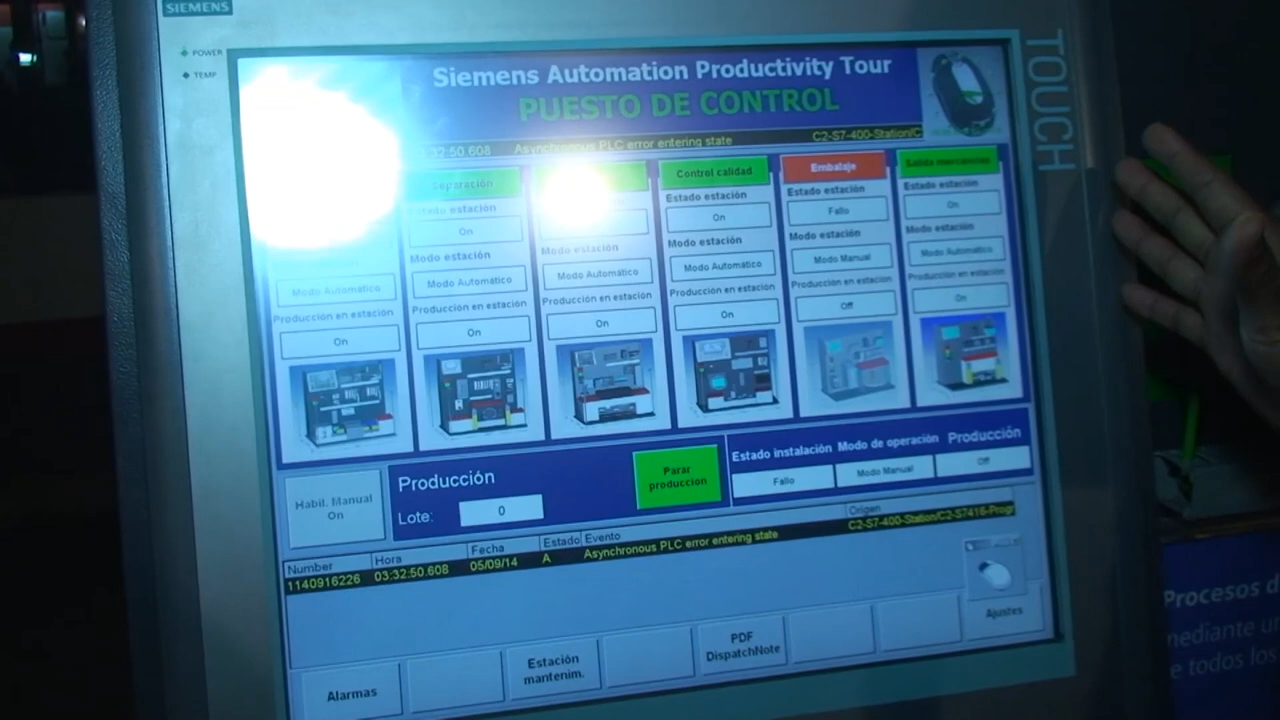 SIEMENS
POWER
TEMP
TOUCH
Siemens Automation Productivity Tour
PUESTO DE CONTROL
:32:50.608 Asynchronous PLC error entering state C2-S7-400-Station/C
Modo Automático
Producción en estación
On
Separación
estación
On
Modo estación
Modo Automático
Producción en estación
On
Modo estación
Modo Automático
Producción en estación
On
Control calidad
Estado estación
On
Modo estación
Modo Automático
Producción en estación
On
Embalaje
Estado estación
Fallo
Modo estación
Modo Manual
Producción en estación
Off
Salida mercancías
Estado estación
On
Modo estación
Modo Automático
Producción en estación
On
Habil. Manual
On
Producción
Lote: 0
Parar
produccion
Estado instalación Modo de operación Producción
Fallo Modo Manual Off
Number Hora Fecha Estado Evento Origen
1140916226 03:32:50.608 05/09/14 A Asynchronous PLC error entering state C2-S7-400-Station/C2-S7416-Progr
Alarmas
Estación
mantenim.
PDF
DispatchNote
Ajustes
Procesos d
mediante u
e todos los